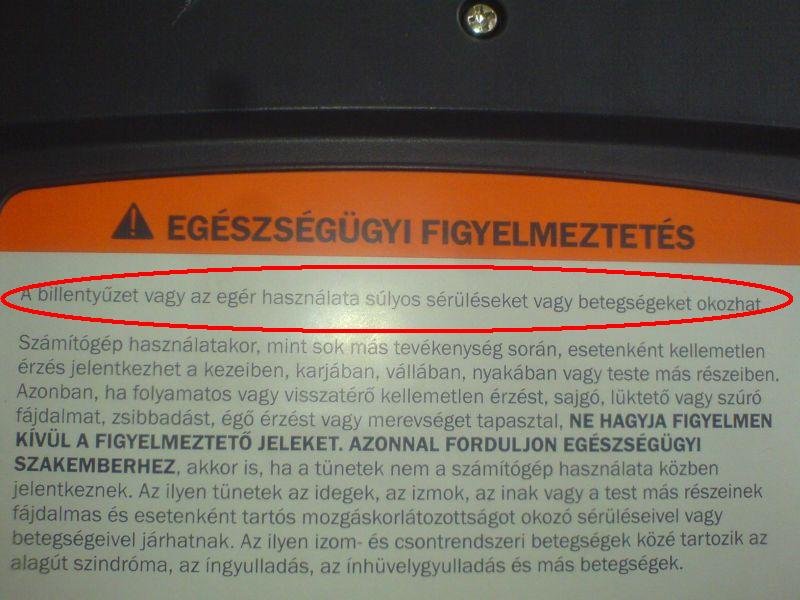 EGÉSZSÉGÜGYI FIGYELMEZTETÉS
A billentyűzet vagy az egér használata súlyos sérüléseket vagy betegségeket okozhat.
Számítógép használatakor, mint sok más tevékenység során, esetenként kellemetlen
érzés jelentkezhet a kezeiben, karjában, vállában, nyakában vagy teste más részeiben.
Azonban, ha folyamatos vagy visszatérő kellemetlen érzést, sajgó, lüktető vagy szúró
fájdalmat, zsibbadást, égő érzést vagy merevséget tapasztal, NE HAGYJA FIGYELMEN
KÍVÜL A FIGYELMEZTETŐ JELEKET. AZONNAL FORDULJON EGÉSZSÉGÜGYI
SZAKEMBERHEZ, akkor is, ha a tünetek nem a számítógép használata közben
jelentkeznek. Az ilyen tünetek az idegek, az izmok, az inak vagy a test más részeinek
fájdalmas és esetenként tartós mozgáskorlátozottságot okozó sérüléseivel vagy
betegségeivel járhatnak. Az ilyen izom- és csontrendszeri betegségek közé tartozik az
alagút szindróma, az íngyulladás, az ínhüvelygyulladás és más betegségek.